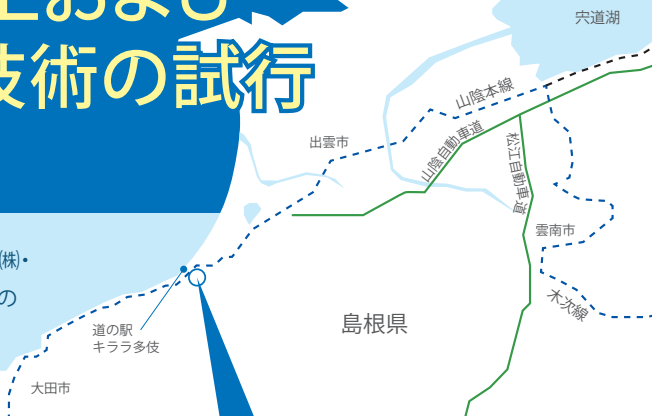 上および
技術の試行
宍道湖
山陰本線
出雲市
山陰自動車道
松江自動車道
雲南市
㈱・
の
木次線
島根県
道の駅
キララ多伎
大田市